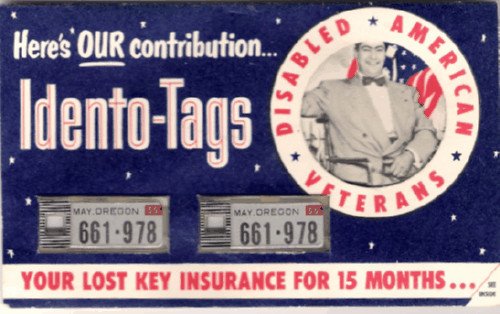 Here's OUR contribution...
Idento-Tags
DISABLED AMERICAN VETERANS
MAY.OREGON
661·978
MAY.OREGON
661·978
YOUR LOST KEY INSURANCE FOR 15 MONTHS...
SEE